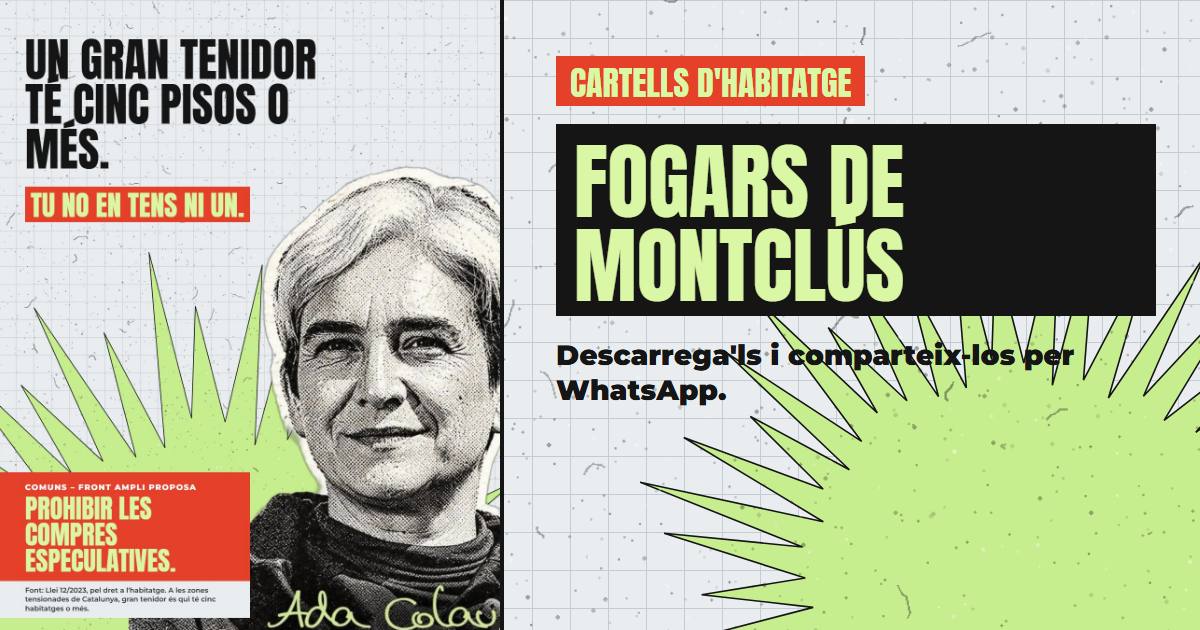 UN GRAN TENIDOR
TÉ CINC PISOS O
MÉS.
TU NO EN TENS NI UN.
COMUNS – FRONT AMPLI PROPOSA
PROHIBIR LES
COMPRES
ESPECULATIVES.
Font: Llei 12/2023, pel dret a l'habitatge. A les zones
tensionades de Catalunya, gran tenidor és qui té cinc
habitatges o més.
Ada Colau
CARTELLS D'HABITATGE
FOGARS DE
MONTCLÚS
Descarrega'ls i comparteix-los per
WhatsApp.